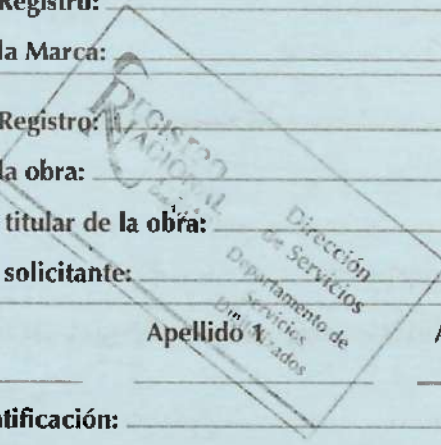 Registro:
la Marca:
Registro:
la obra:
titular de la obra:
solicitante:
Apellido 1
ntificación:
REGISTRO
NACIONAL
Dirección
de Servicios
Departamento de
Servicios